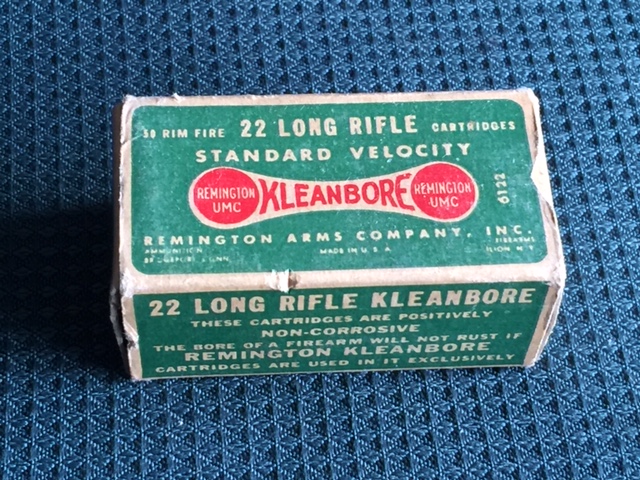 50 RIM FIRE 22 LONG RIFLE CARTRIDGES
STANDARD VELOCITY
REMINGTON UMC KLEANBORE REMINGTON UMC
6122
REMINGTON ARMS COMPANY, INC.
AMMUNITION MADE IN U.S.A. FIREARMS
BRIDGEPORT, CONN. ILION N.Y.
22 LONG RIFLE KLEANBORE
THESE CARTRIDGES ARE POSITIVELY
NON-CORROSIVE
THE BORE OF A FIREARM WILL NOT RUST IF
REMINGTON KLEANBORE
CARTRIDGES ARE USED IN IT EXCLUSIVELY